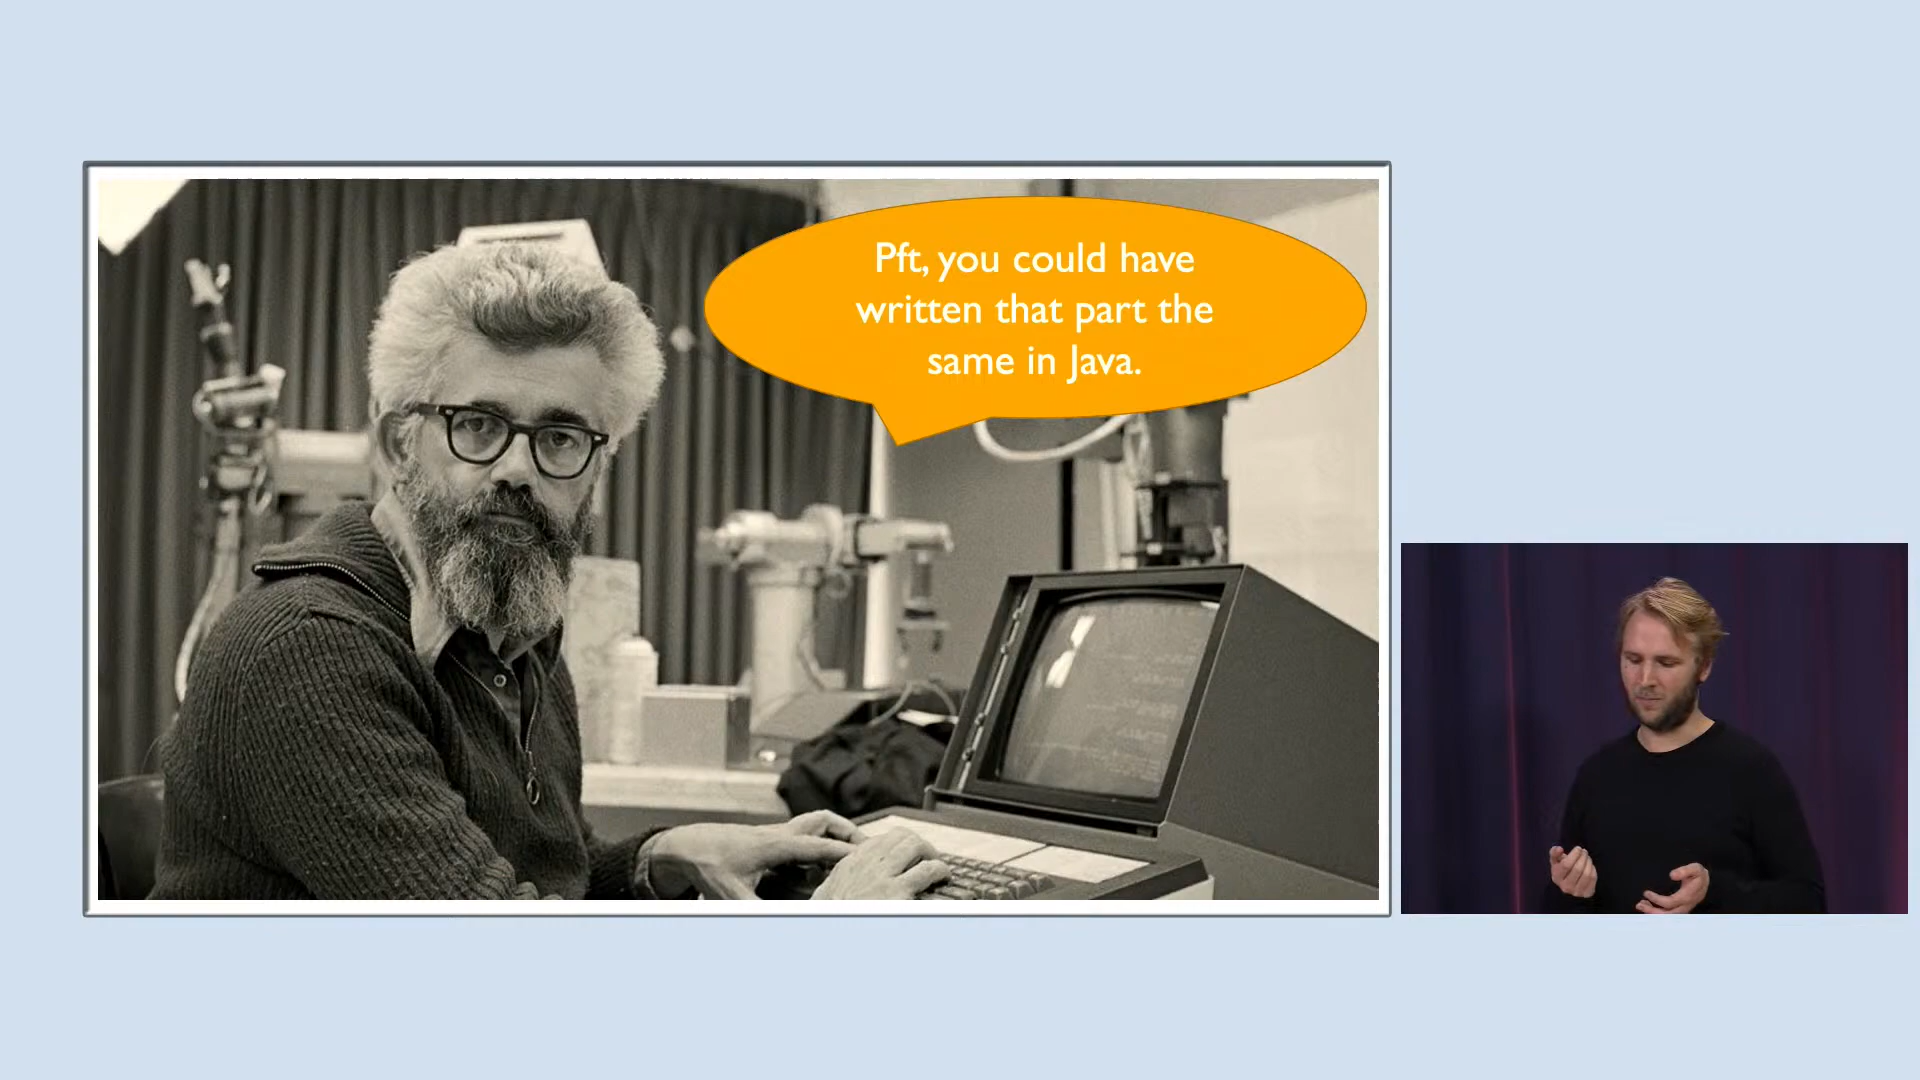 Pft, you could have
written that part the
same in Java.